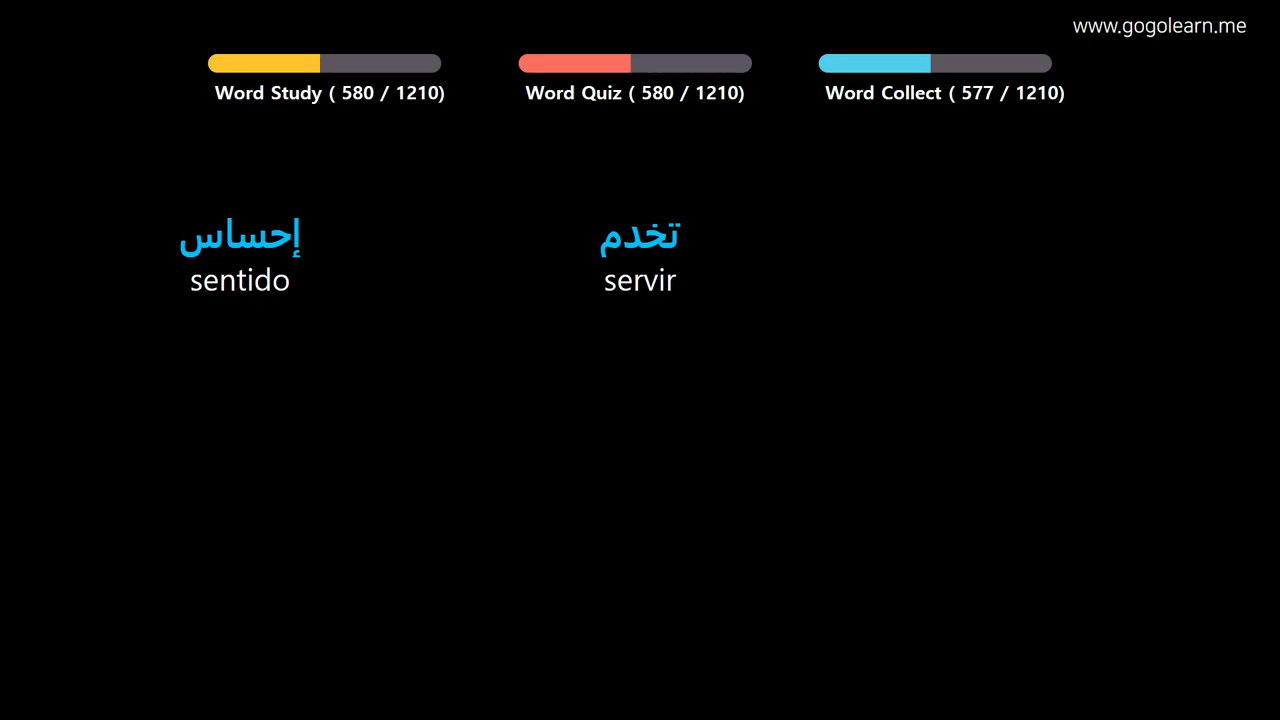 www.gogolearn.me
Word Study ( 580 / 1210)
Word Quiz ( 580 / 1210)
Word Collect ( 577 / 1210)
إحساس
sentido
تخدم
servir